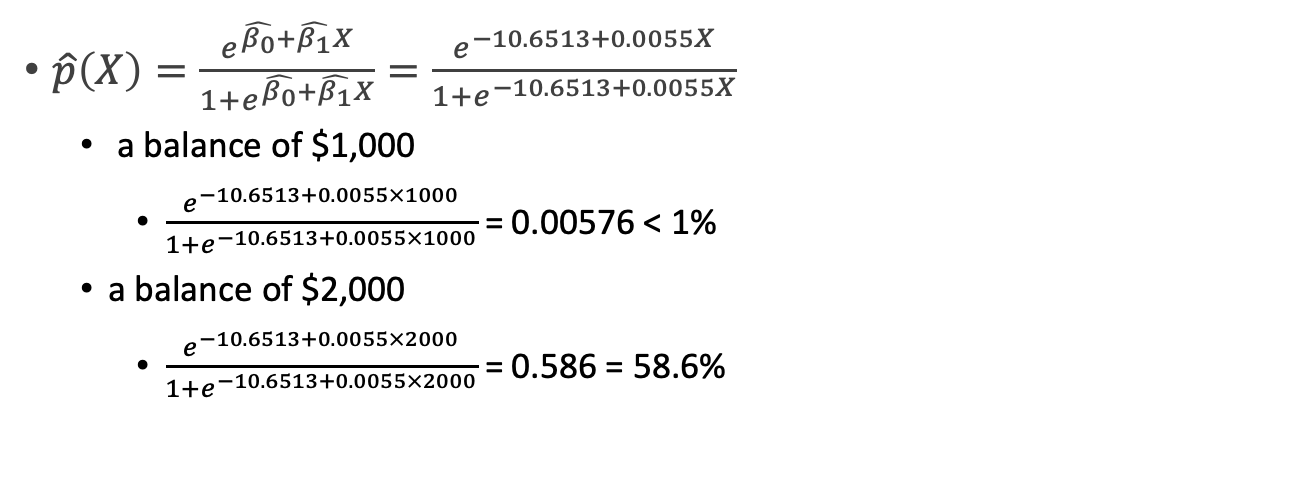 • p̂(X) = e^(β̂₀+β̂₁X) / (1+e^(β̂₀+β̂₁X)) = e^(−10.6513+0.0055X) / (1+e^(−10.6513+0.0055X))
• a balance of $1,000
• e^(−10.6513+0.0055×1000) / (1+e^(−10.6513+0.0055×1000)) = 0.00576 < 1%
• a balance of $2,000
• e^(−10.6513+0.0055×2000) / (1+e^(−10.6513+0.0055×2000)) = 0.586 = 58.6%